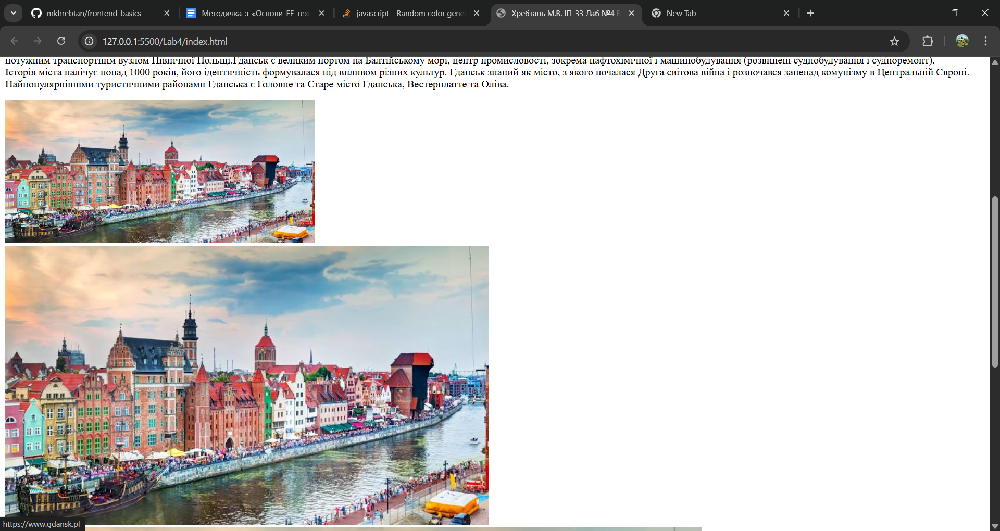 mkhrebtan/frontend-basics
Методичка_з_«Основи_FE_техн
javascript - Random color gene
Хребтань М.В. ІП-33 Лаб №4 В
New Tab
127.0.0.1:5500/Lab4/index.html
потужним транспортним вузлом Північної Польщі.Гданськ є великим портом на Балтійському морі, центр промисловості, зокрема нафтохімічної і машинобудування (розвинені суднобудування і судноремонт).
Історія міста налічує понад 1000 років, його ідентичність формувалася під впливом різних культур. Гданськ знаний як місто, з якого почалася Друга світова війна і розпочався занепад комунізму в Центральній Європі.
Найпопулярнішими туристичними районами Гданська є Головне та Старе місто Гданська, Вестерплатте та Оліва.
https://www.gdansk.pl